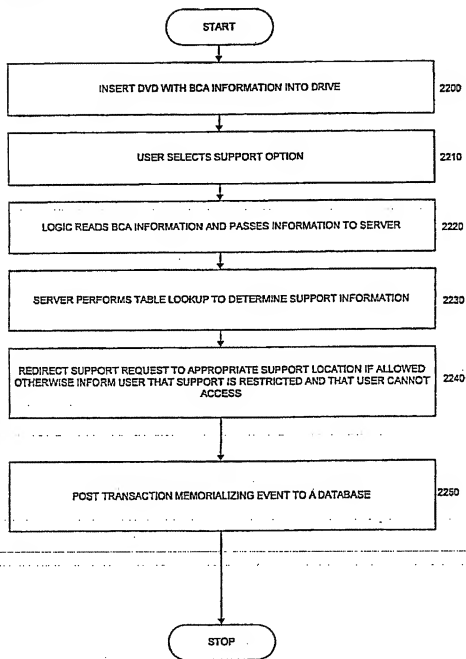 START
INSERT DVD WITH BCA INFORMATION INTO DRIVE
2200
USER SELECTS SUPPORT OPTION
2210
LOGIC READS BCA INFORMATION AND PASSES INFORMATION TO SERVER
2220
SERVER PERFORMS TABLE LOOKUP TO DETERMINE SUPPORT INFORMATION
2230
REDIRECT SUPPORT REQUEST TO APPROPRIATE SUPPORT LOCATION IF ALLOWED
OTHERWISE INFORM USER THAT SUPPORT IS RESTRICTED AND THAT USER CANNOT
ACCESS
2240
POST TRANSACTION MEMORIALIZING EVENT TO A DATABASE
2250
STOP